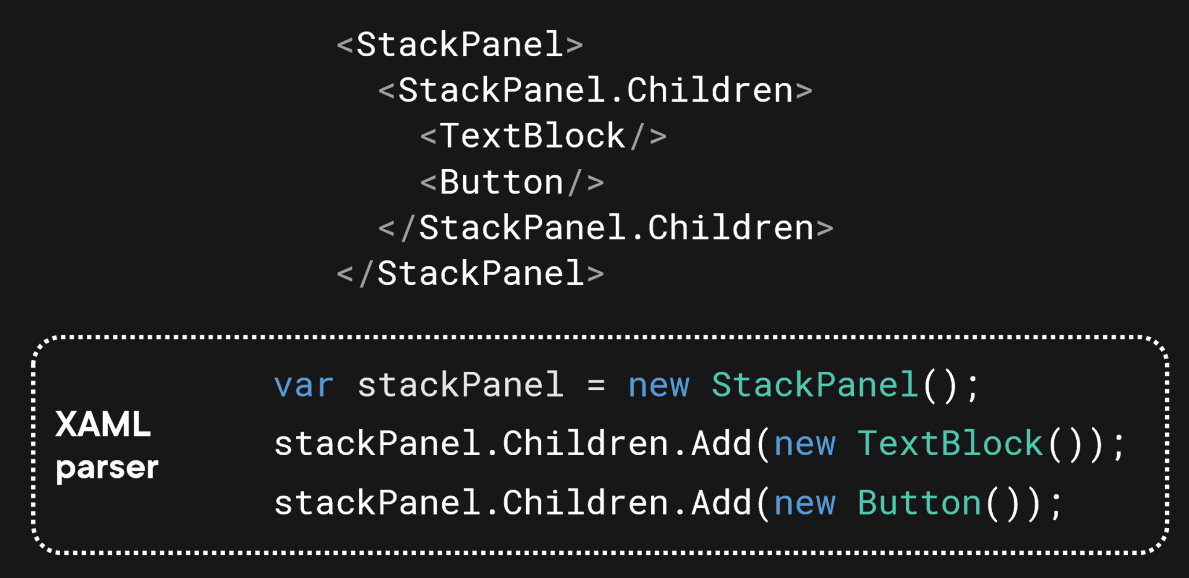 <StackPanel>
<StackPanel.Children>
<TextBlock/>
<Button/>
</StackPanel.Children>
</StackPanel>
XAML
parser
var stackPanel = new StackPanel();
stackPanel.Children.Add(new TextBlock());
stackPanel.Children.Add(new Button());